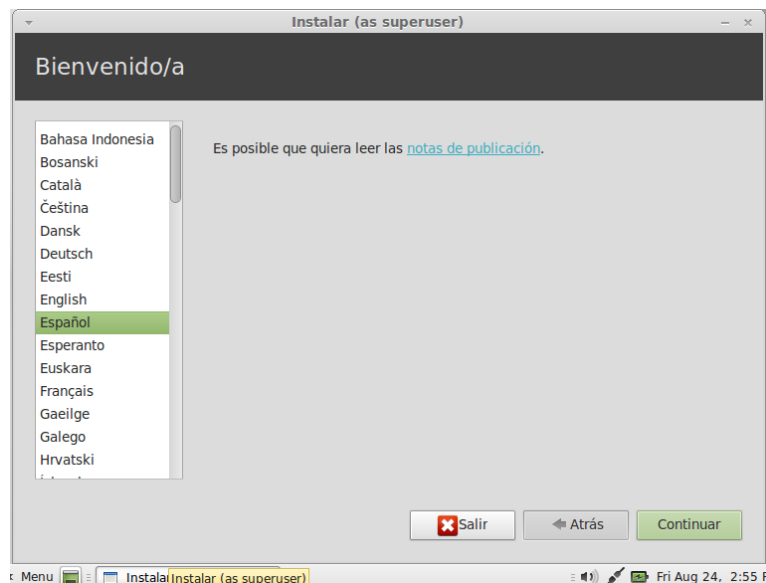 Instalar (as superuser)
Bienvenido/a
Bahasa Indonesia
Bosanski
Català
Čeština
Dansk
Deutsch
Eesti
English
Español
Esperanto
Euskara
Français
Gaeilge
Galego
Hrvatski
Es posible que quiera leer las notas de publicación.
Salir
Atrás
Continuar
Menu
Instalar (as superuser)
Fri Aug 24, 2:55